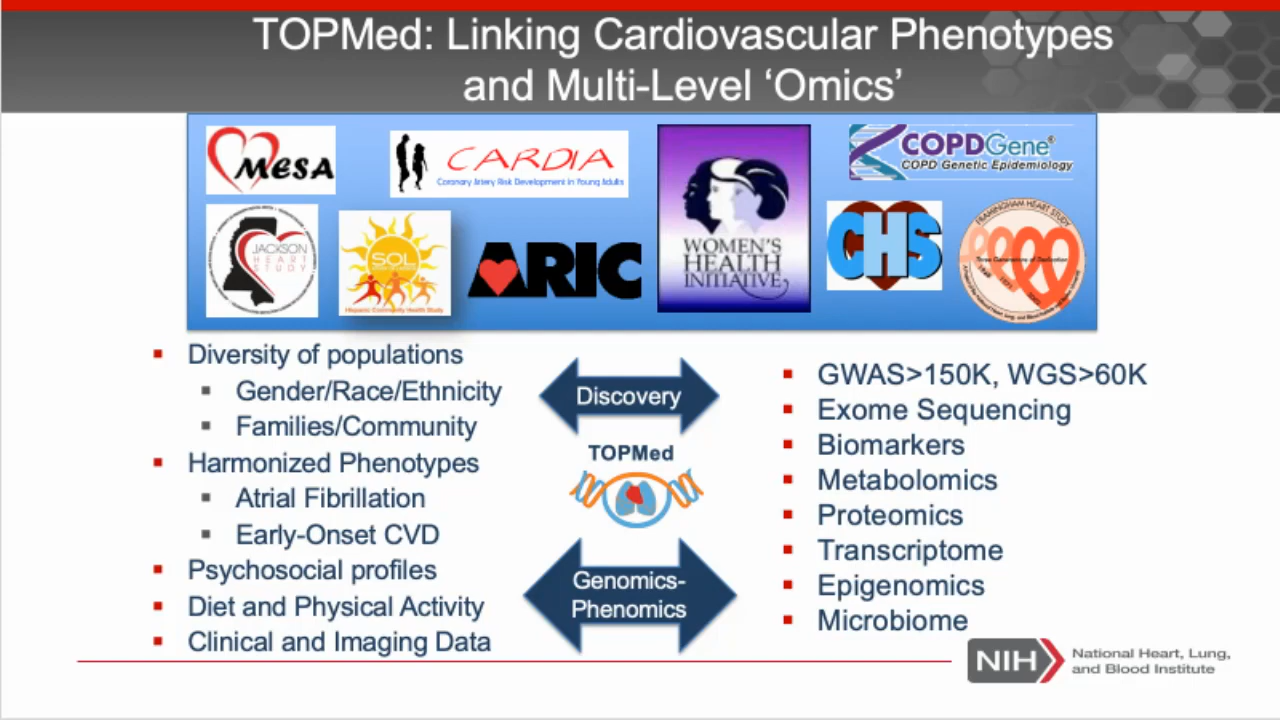 TOPMed: Linking Cardiovascular Phenotypes
and Multi-Level ‘Omics’
MESA
CARDIA
Coronary Artery Risk Development in Young Adults
WOMEN'S
HEALTH
INITIATIVE
COPDGene®
COPD Genetic Epidemiology
JACKSON
HEART
STUDY
SOL
Hispanic Community Health Study
ARIC
CHS
FRAMINGHAM HEART STUDY
Three Generations of Dedication
▪ Diversity of populations
▪ Gender/Race/Ethnicity
▪ Families/Community
▪ Harmonized Phenotypes
▪ Atrial Fibrillation
▪ Early-Onset CVD
▪ Psychosocial profiles
▪ Diet and Physical Activity
▪ Clinical and Imaging Data
Discovery
TOPMed
Genomics-
Phenomics
▪ GWAS>150K, WGS>60K
▪ Exome Sequencing
▪ Biomarkers
▪ Metabolomics
▪ Proteomics
▪ Transcriptome
▪ Epigenomics
▪ Microbiome
NIH
National Heart, Lung,
and Blood Institute